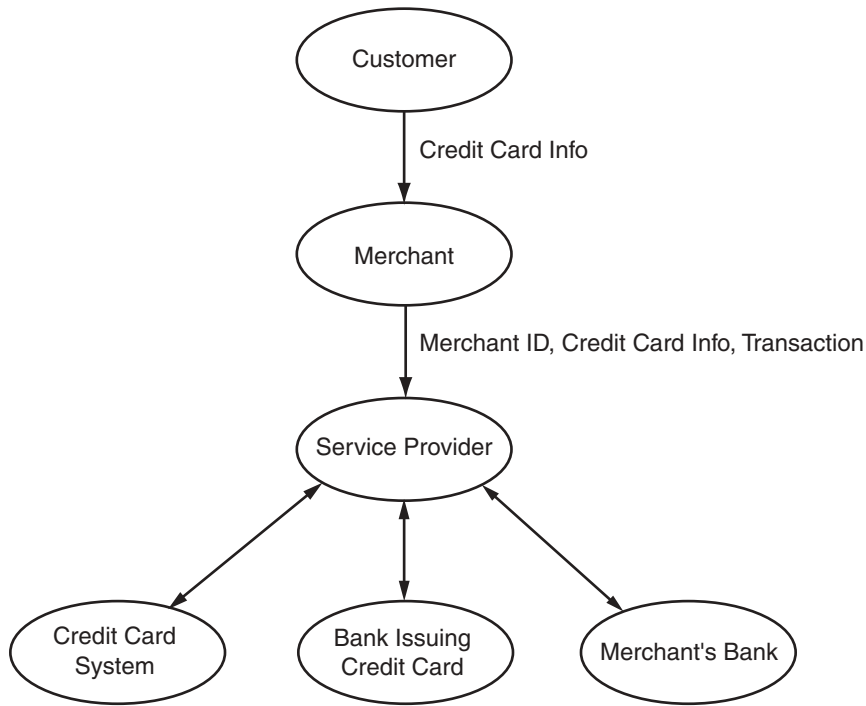 Customer
Credit Card Info
Merchant
Merchant ID, Credit Card Info, Transaction
Service Provider
Credit Card
System
Bank Issuing
Credit Card
Merchant's Bank